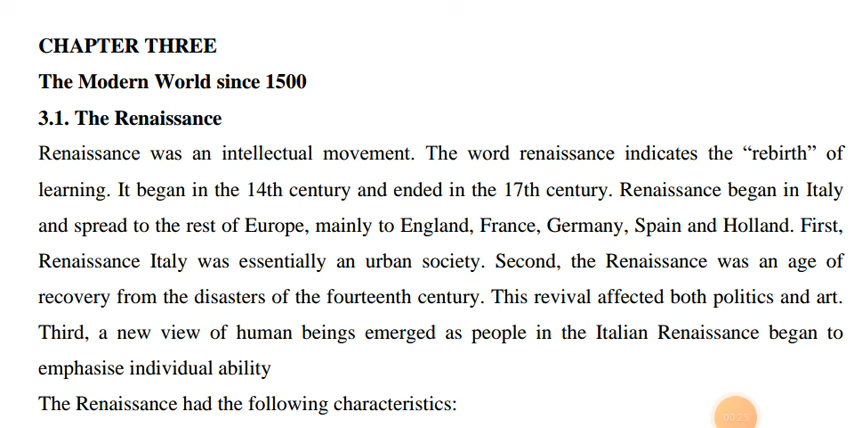 CHAPTER THREE
The Modern World since 1500
3.1. The Renaissance
Renaissance was an intellectual movement. The word renaissance indicates the “rebirth” of
learning. It began in the 14th century and ended in the 17th century. Renaissance began in Italy
and spread to the rest of Europe, mainly to England, France, Germany, Spain and Holland. First,
Renaissance Italy was essentially an urban society. Second, the Renaissance was an age of
recovery from the disasters of the fourteenth century. This revival affected both politics and art.
Third, a new view of human beings emerged as people in the Italian Renaissance began to
emphasise individual ability
The Renaissance had the following characteristics: